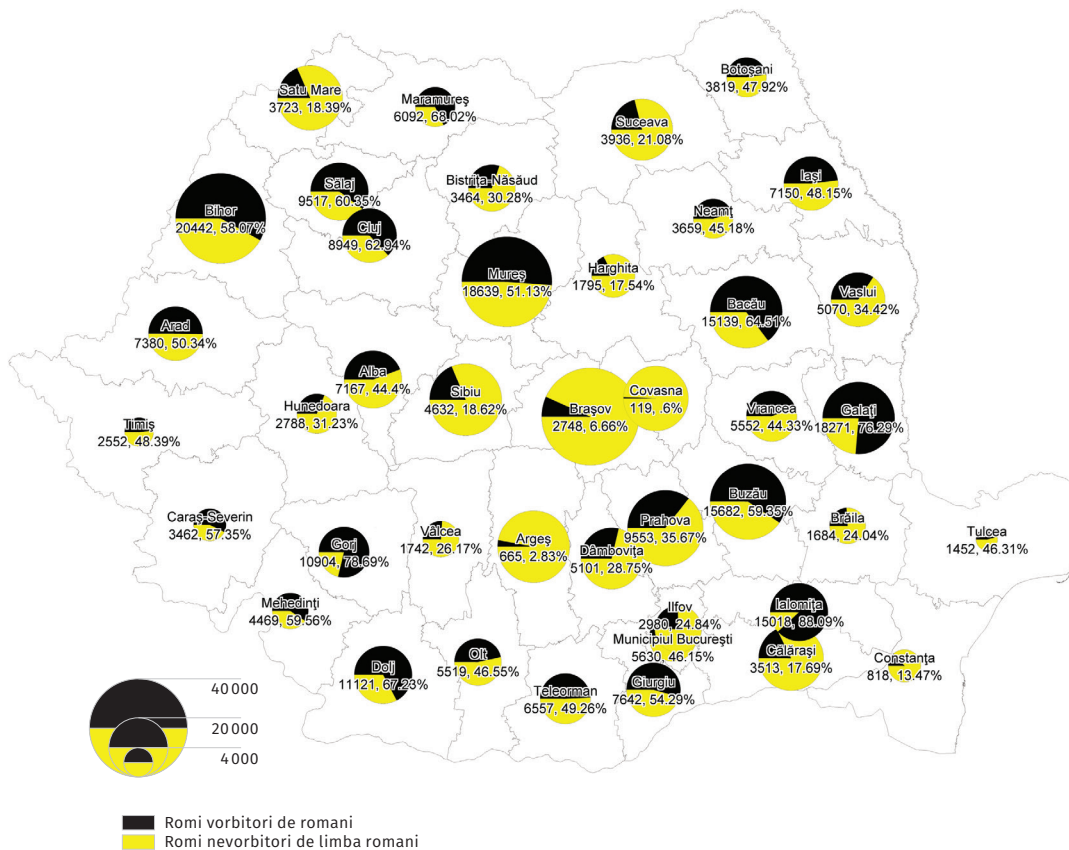 Botoșani
3819, 47.92%
Satu Mare
3723, 18.39%
Maramureș
6092, 68.02%
Suceava
3936, 21.08%
Iași
7150, 48.15%
Bistrița-Năsăud
3464, 30.28%
Sălaj
9517, 60.35%
Bihor
20442, 58.07%
Cluj
8949, 62.94%
Neamț
3659, 45.18%
Mureș
18639, 51.13%
Harghita
1795, 17.54%
Bacău
15139, 64.51%
Vaslui
5070, 34.42%
Arad
7380, 50.34%
Alba
7167, 44.4%
Sibiu
4632, 18.62%
Covasna
119, .6%
Brașov
2748, 6.66%
Hunedoara
2788, 31.23%
Vrancea
5552, 44.33%
Galați
18271, 76.29%
Timiș
2552, 48.39%
Caraș-Severin
3462, 57.35%
Gorj
10904, 78.69%
Vâlcea
1742, 26.17%
Argeș
665, 2.83%
Prahova
9553, 35.67%
Dâmbovița
5101, 28.75%
Buzău
15682, 59.35%
Brăila
1684, 24.04%
Tulcea
1452, 46.31%
Mehedinți
4469, 59.56%
Ilfov
2980, 24.84%
Municipiul București
5630, 46.15%
Ialomița
15018, 88.09%
Călărași
3513, 17.69%
Constanța
818, 13.47%
Dolj
11121, 67.23%
Olt
5519, 46.55%
Teleorman
6557, 49.26%
Giurgiu
7642, 54.29%
40 000
20 000
4 000
Romi vorbitori de romani
Romi nevorbitori de limba romani